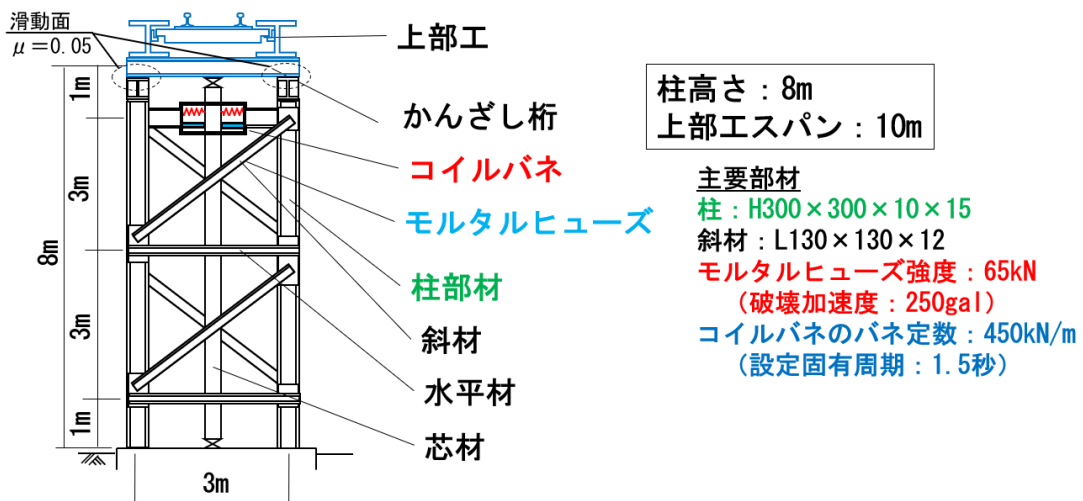 滑動面
μ＝0.05
上部工
かんざし桁
コイルバネ
モルタルヒューズ
柱部材
斜材
水平材
芯材
1m
3m
3m
1m
8m
3m
柱高さ：8m
上部工スパン：10m
主要部材
柱：H300×300×10×15
斜材：L130×130×12
モルタルヒューズ強度：65kN
（破壊加速度：250gal）
コイルバネのバネ定数：450kN/m
（設定固有周期：1.5秒）